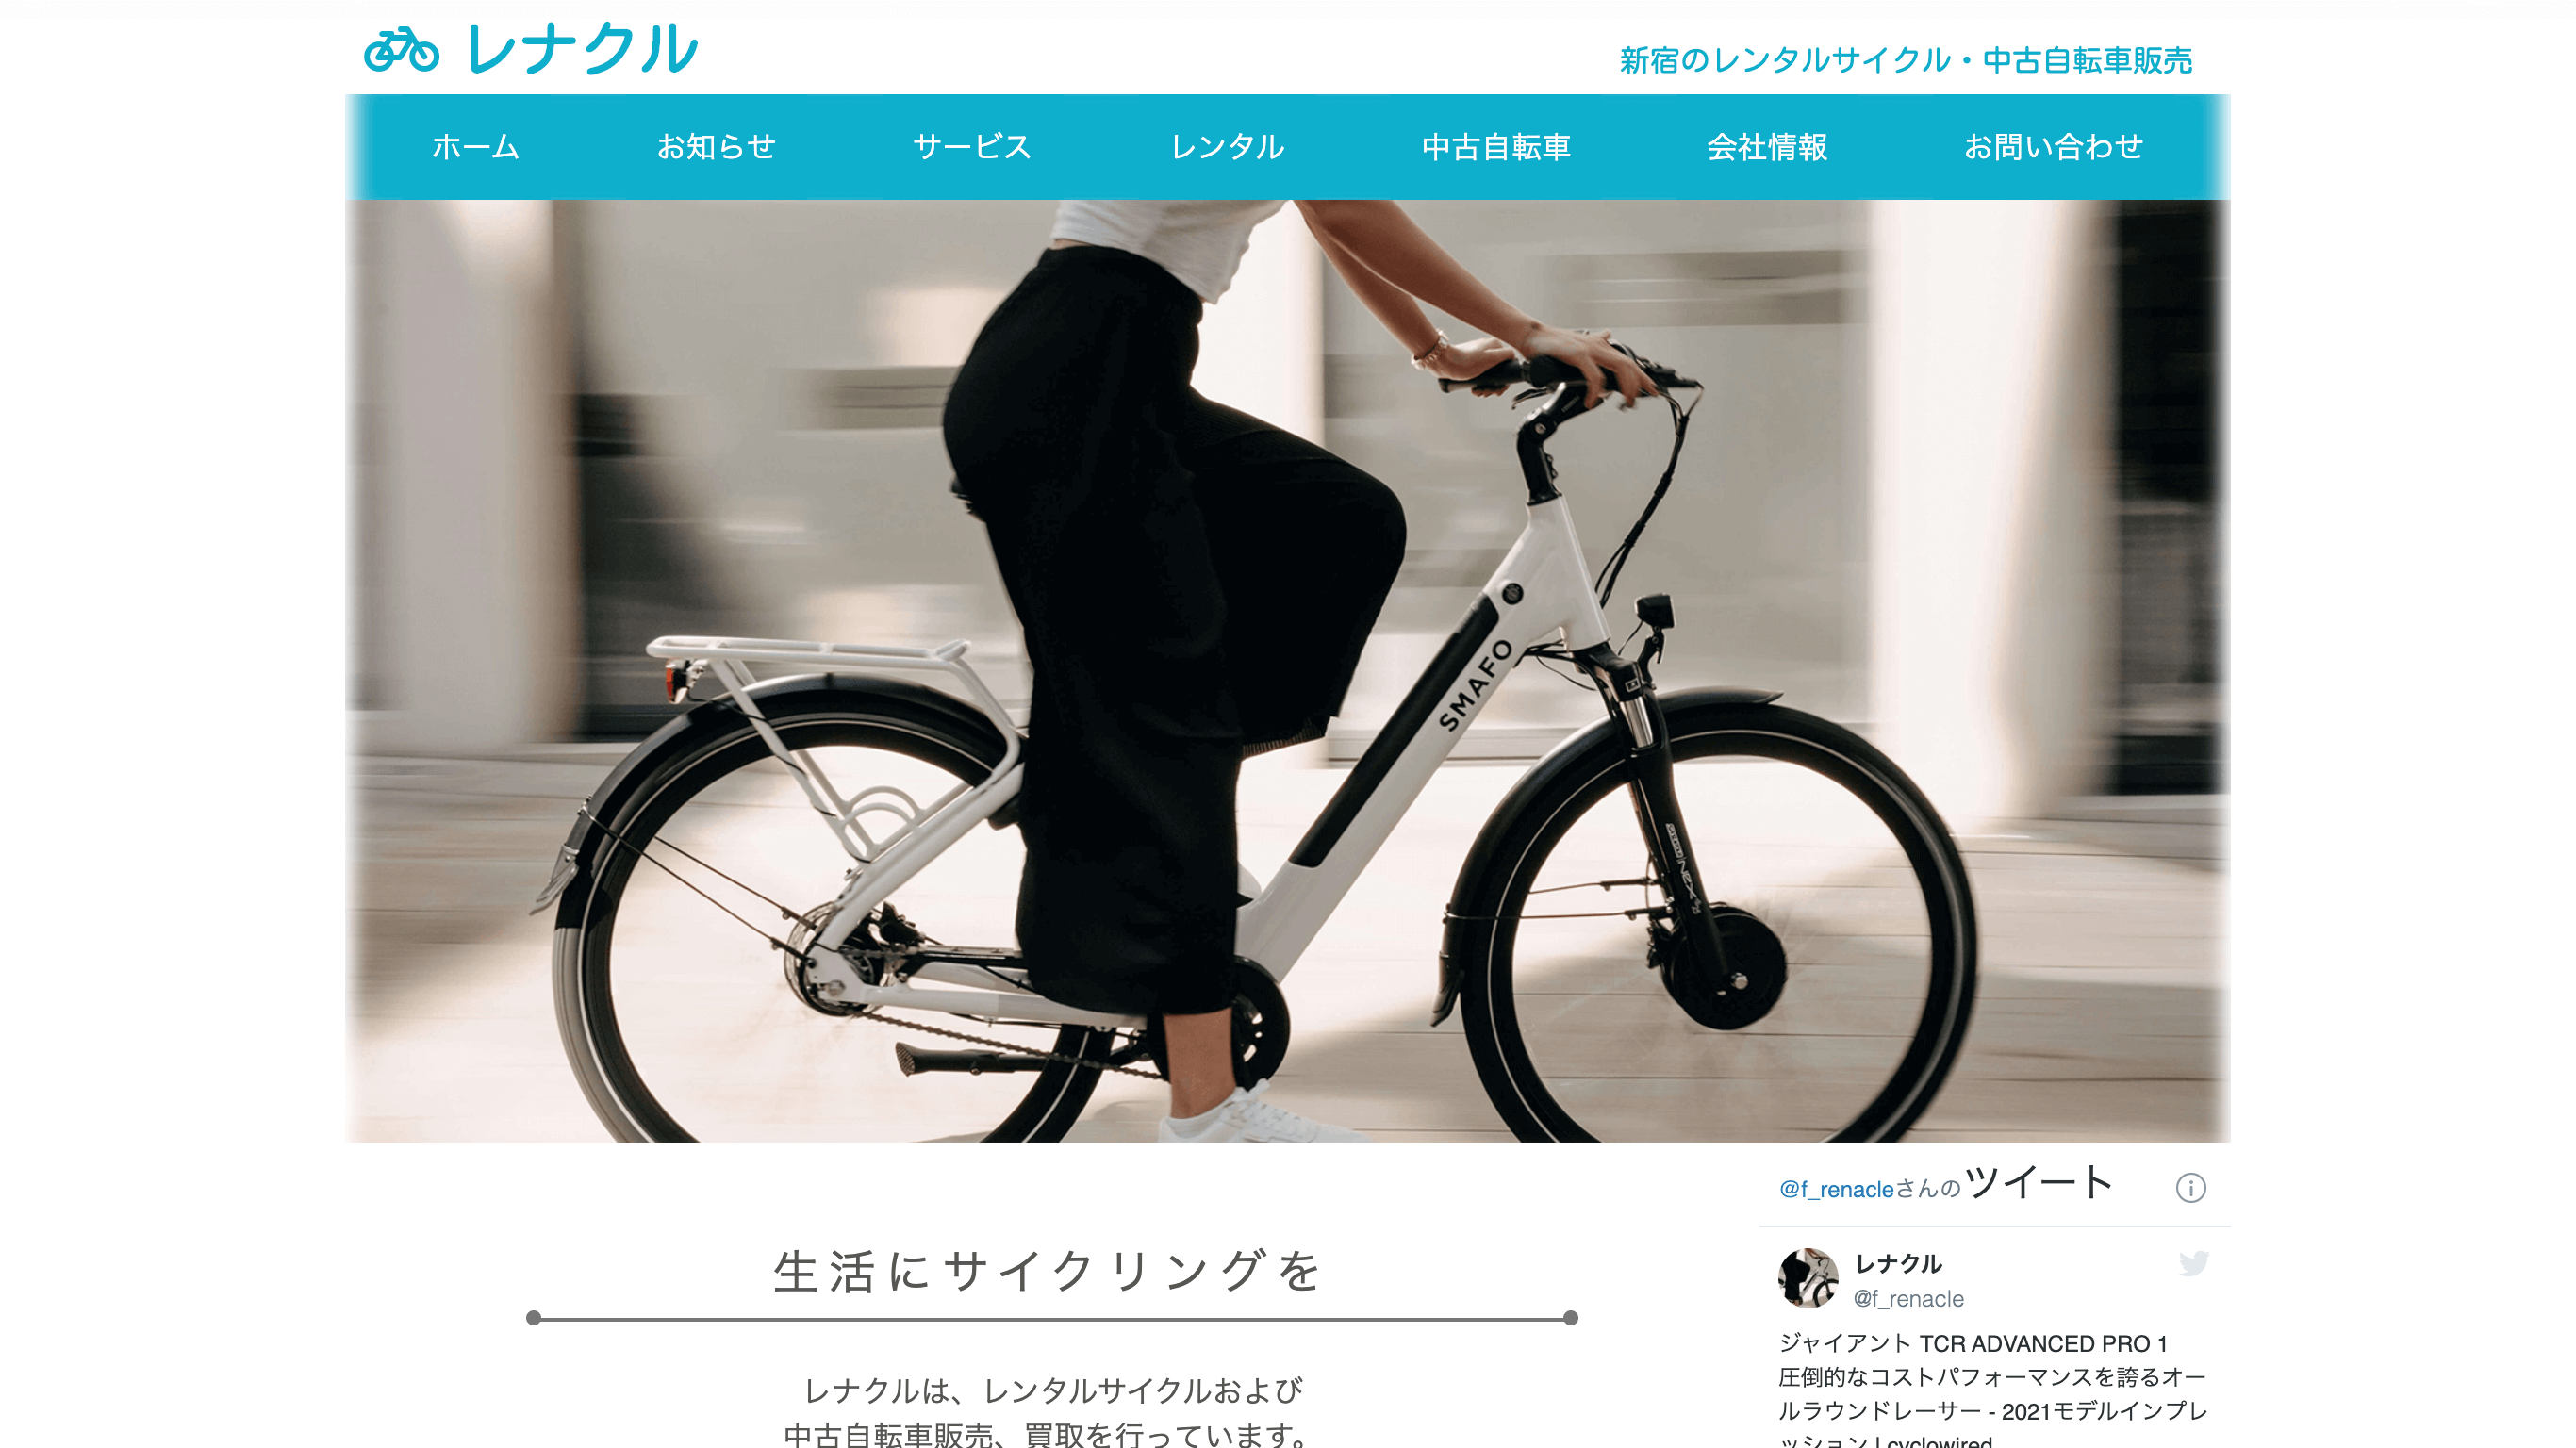 レナクル
新宿のレンタルサイクル・中古自転車販売
ホーム
お知らせ
サービス
レンタル
中古自転車
会社情報
お問い合わせ
SMAFO
生活にサイクリングを
レナクルは、レンタルサイクルおよび
中古自転車販売、買取を行っています。
@f_renacleさんのツイート
レナクル
@f_renacle
ジャイアント TCR ADVANCED PRO 1
圧倒的なコストパフォーマンスを誇るオー
ルラウンドレーサー - 2021モデルインプレ
ッション | cyclowired